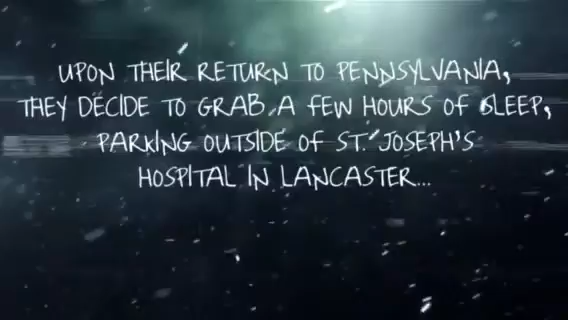 UPON THEIR RETURN TO PENNSYLVANIA,
THEY DECIDE TO GRAB A FEW HOURS OF SLEEP,
PARKING OUTSIDE OF ST. JOSEPH'S
HOSPITAL IN LANCASTER...